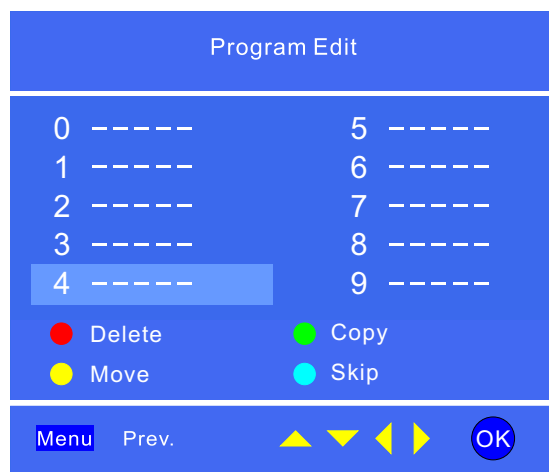 Program Edit
0 ----- 5 -----
1 ----- 6 -----
2 ----- 7 -----
3 ----- 8 -----
4 ----- 9 -----
Delete Copy
Move Skip
Menu Prev. OK